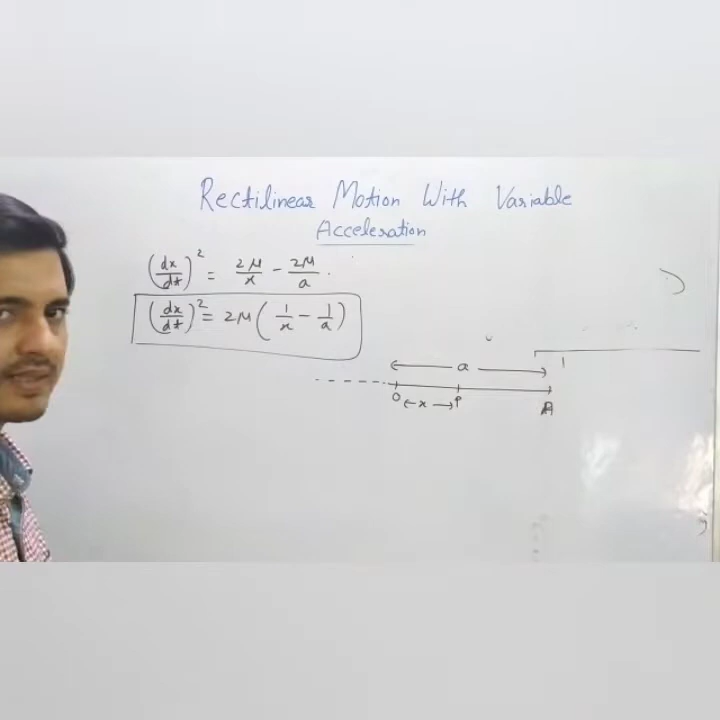 Rectilinear Motion With Variable
Acceleration
(dx/dt)² = 2μ/x − 2μ/a .
(dx/dt)² = 2μ (1/x − 1/a)
a
O x P A